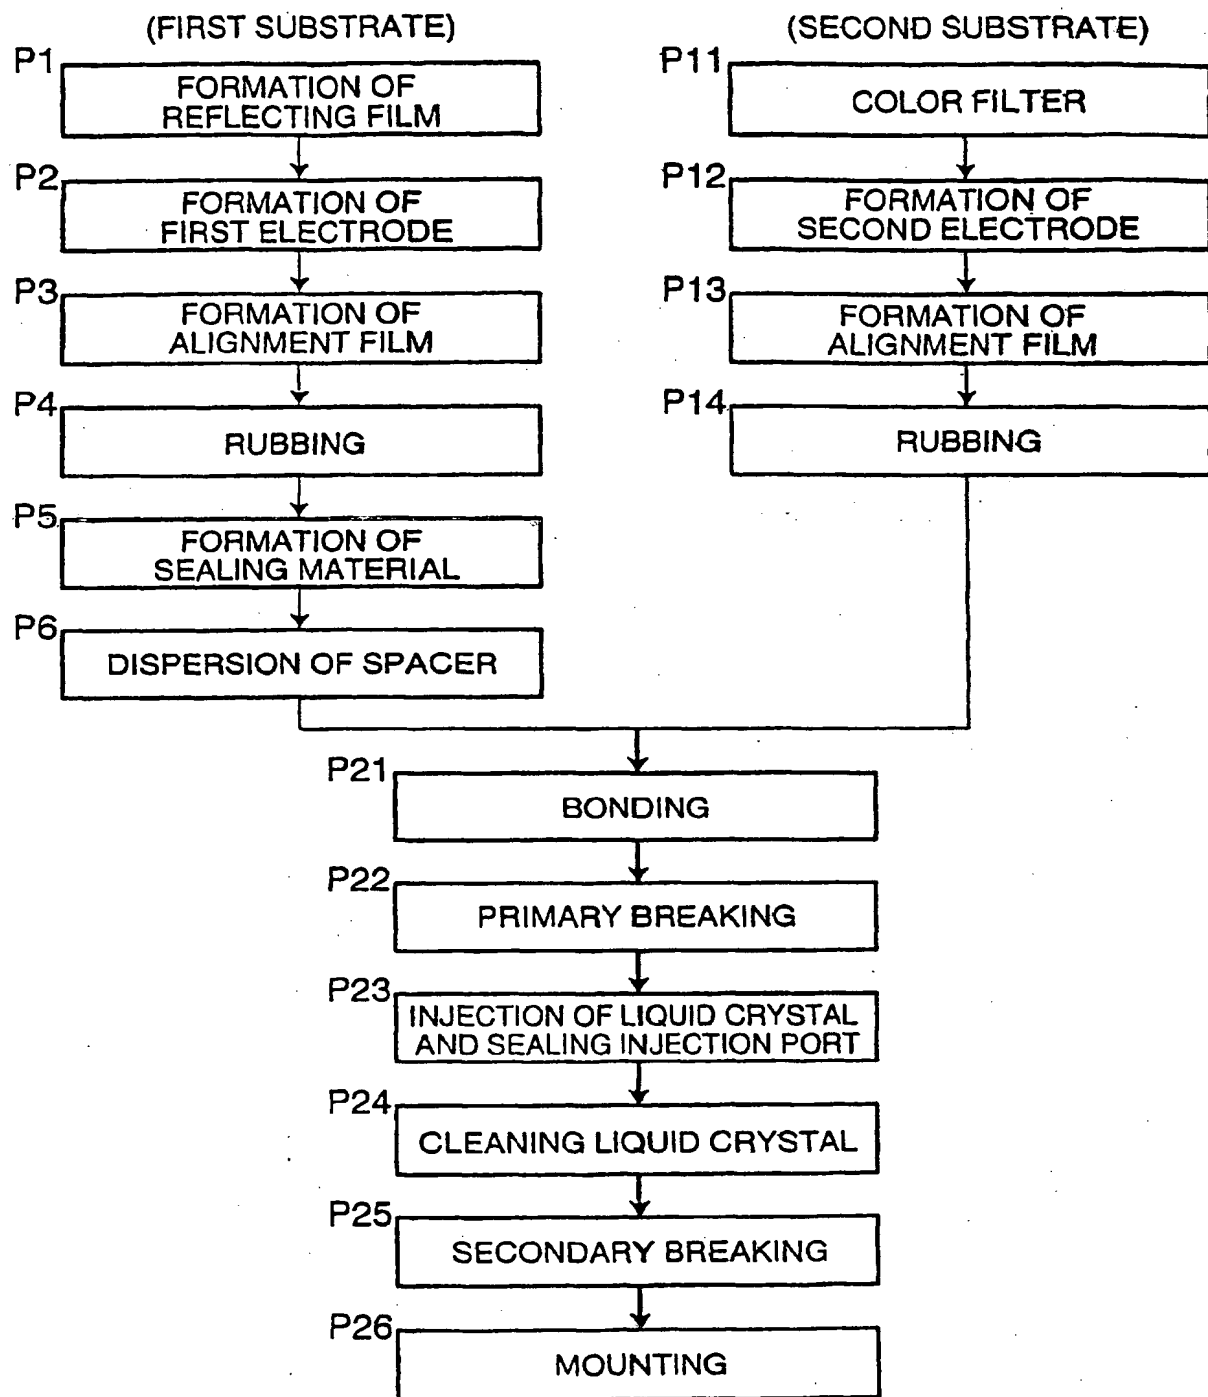 (FIRST SUBSTRATE)
P1
FORMATION OF
REFLECTING FILM
P2
FORMATION OF
FIRST ELECTRODE
P3
FORMATION OF
ALIGNMENT FILM
P4
RUBBING
P5
FORMATION OF
SEALING MATERIAL
P6
DISPERSION OF SPACER
(SECOND SUBSTRATE)
P11
COLOR FILTER
P12
FORMATION OF
SECOND ELECTRODE
P13
FORMATION OF
ALIGNMENT FILM
P14
RUBBING
P21
BONDING
P22
PRIMARY BREAKING
P23
INJECTION OF LIQUID CRYSTAL
AND SEALING INJECTION PORT
P24
CLEANING LIQUID CRYSTAL
P25
SECONDARY BREAKING
P26
MOUNTING